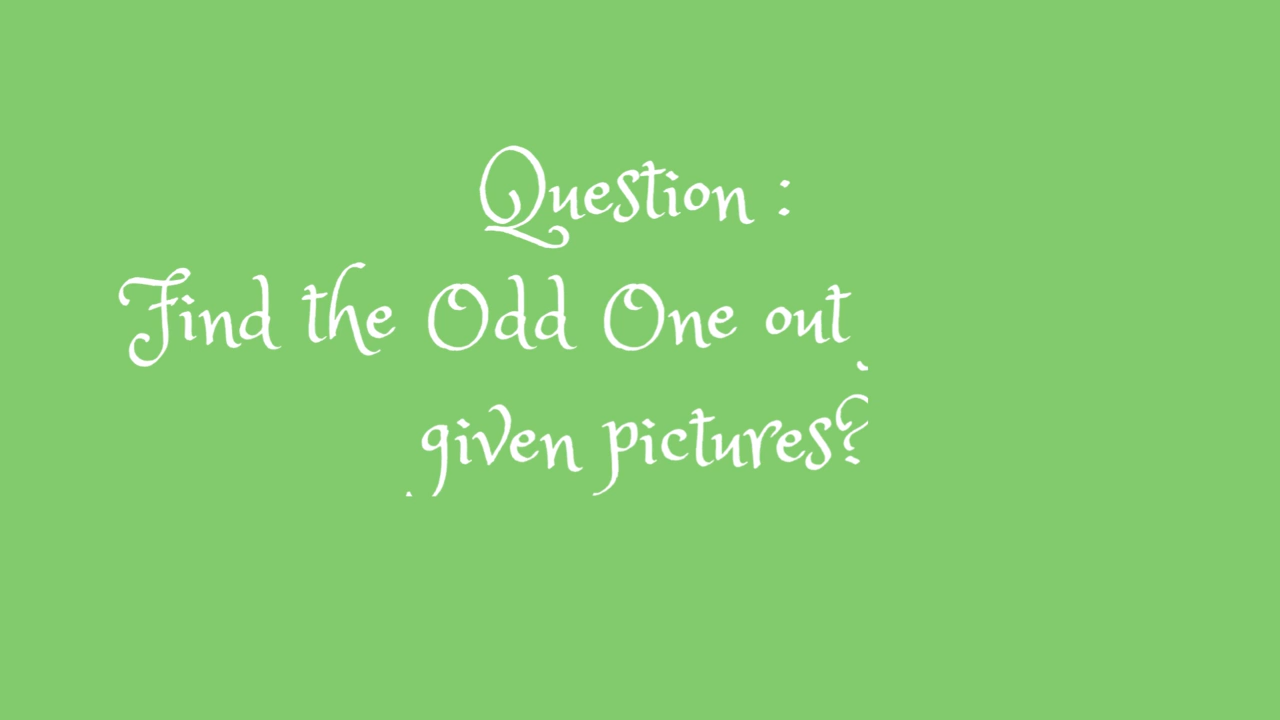 Question :
Find the Odd One out
given pictures?